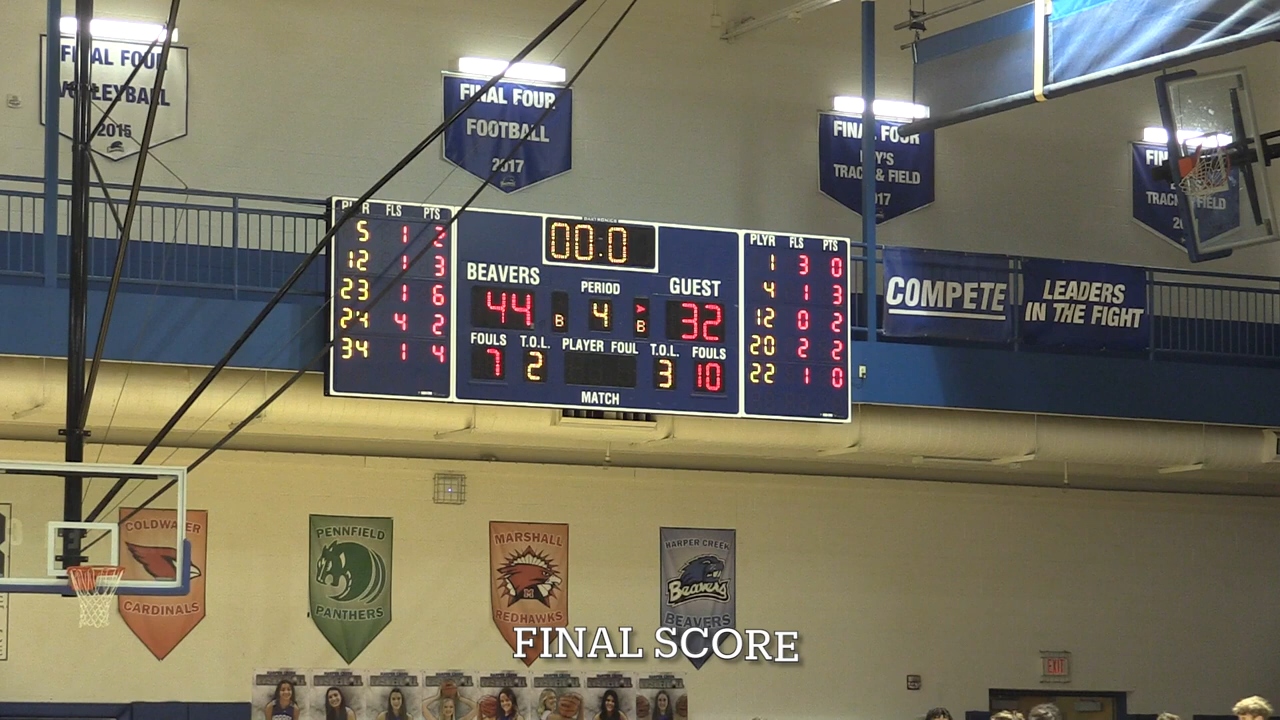 FINAL FOUR
VOLLEYBALL
2015
FINAL FOUR
FOOTBALL
2017
FINAL FOUR
BOY'S
TRACK & FIELD
2017
TRACK & FIELD
PLYR FLS PTS
5 1 2
12 1 3
23 1 6
24 4 2
34 1 4
00:0
BEAVERS PERIOD GUEST
44 B 4 B 32
FOULS T.O.L. PLAYER FOUL T.O.L. FOULS
7 2 3 10
MATCH
PLYR FLS PTS
1 3 0
4 1 3
12 0 2
20 2 2
22 1 0
COMPETE
LEADERS
IN THE FIGHT
COLDWATER
CARDINALS
PENNFIELD
PANTHERS
MARSHALL
M
REDHAWKS
HARPER CREEK
Beavers
BEAVERS
FINAL SCORE
EXIT